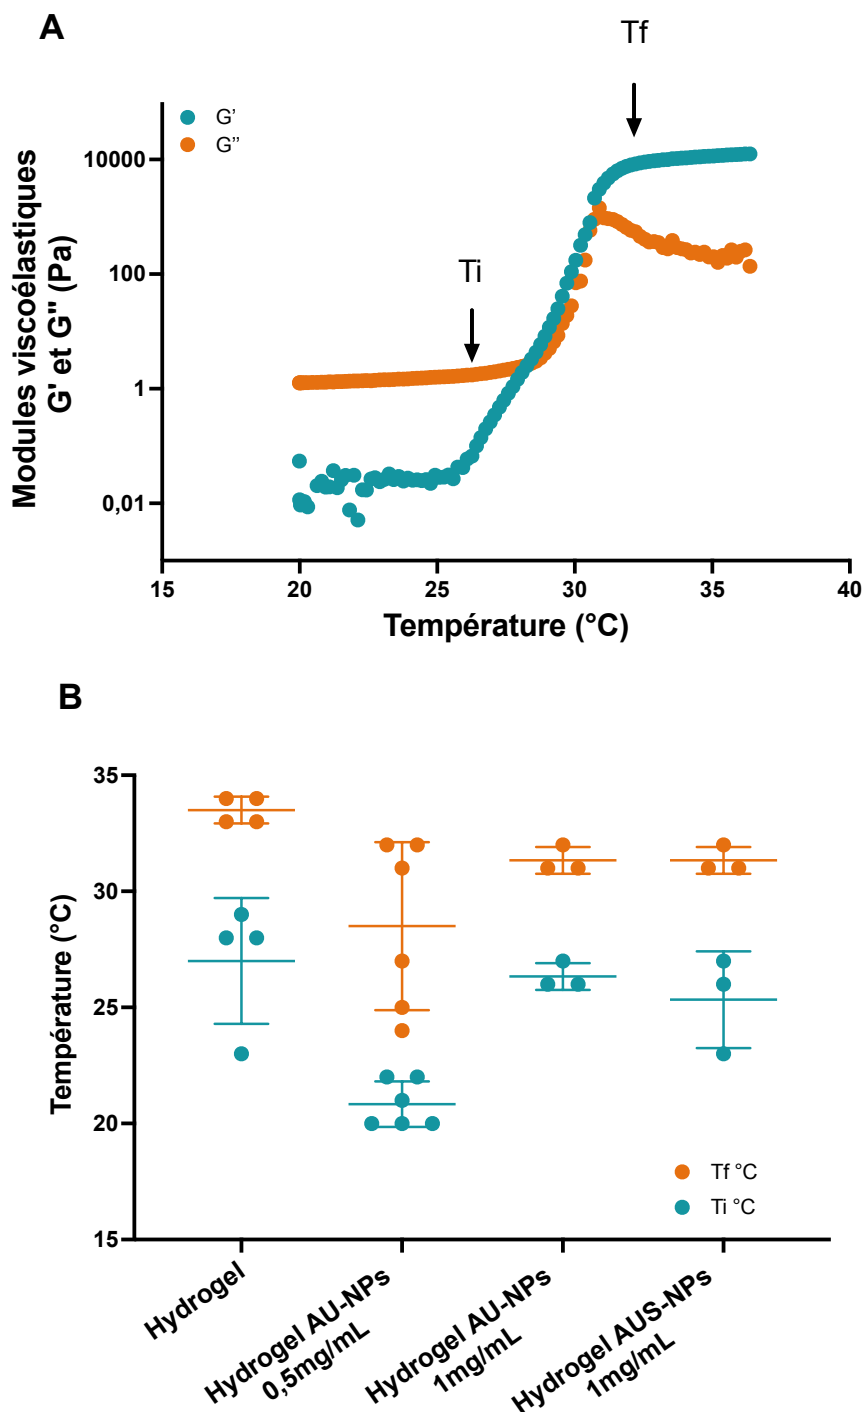 A
Tf
G’
G’’
Modules viscoélastiques
G' et G'' (Pa)
10000
100
1
0,01
Ti
15
20
25
30
35
40
Température (°C)
B
Température (°C)
35
30
25
20
15
Tf °C
Ti °C
Hydrogel
Hydrogel AU-NPs
0,5mg/mL
Hydrogel AU-NPs
1mg/mL
Hydrogel AUS-NPs
1mg/mL